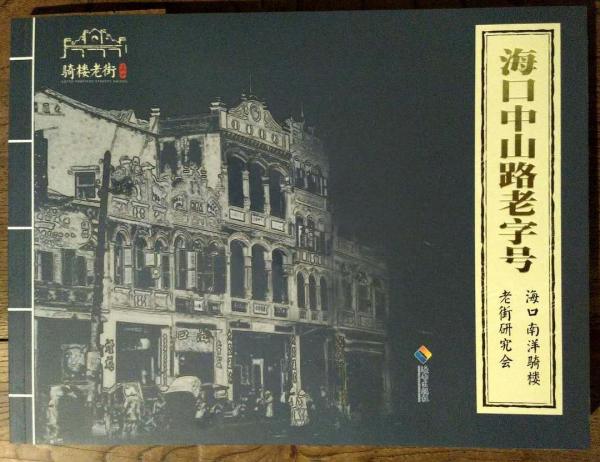 骑楼老街
海口中山路老字号
海口南洋骑楼
老街研究会